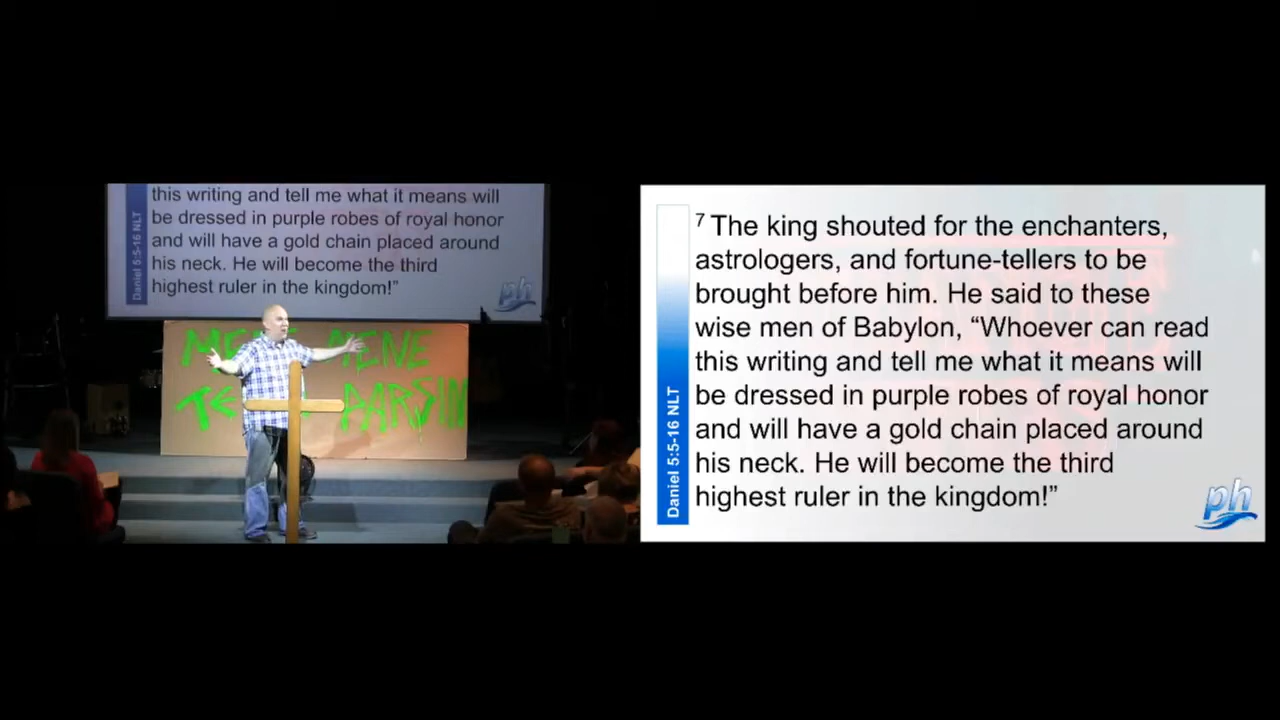 this writing and tell me what it means will
be dressed in purple robes of royal honor
and will have a gold chain placed around
his neck. He will become the third
highest ruler in the kingdom!”
Daniel 5:5-16 NLT
ph
MENE
PARSIN
7 The king shouted for the enchanters,
astrologers, and fortune-tellers to be
brought before him. He said to these
wise men of Babylon, “Whoever can read
this writing and tell me what it means will
be dressed in purple robes of royal honor
and will have a gold chain placed around
his neck. He will become the third
highest ruler in the kingdom!”
Daniel 5:5-16 NLT
ph